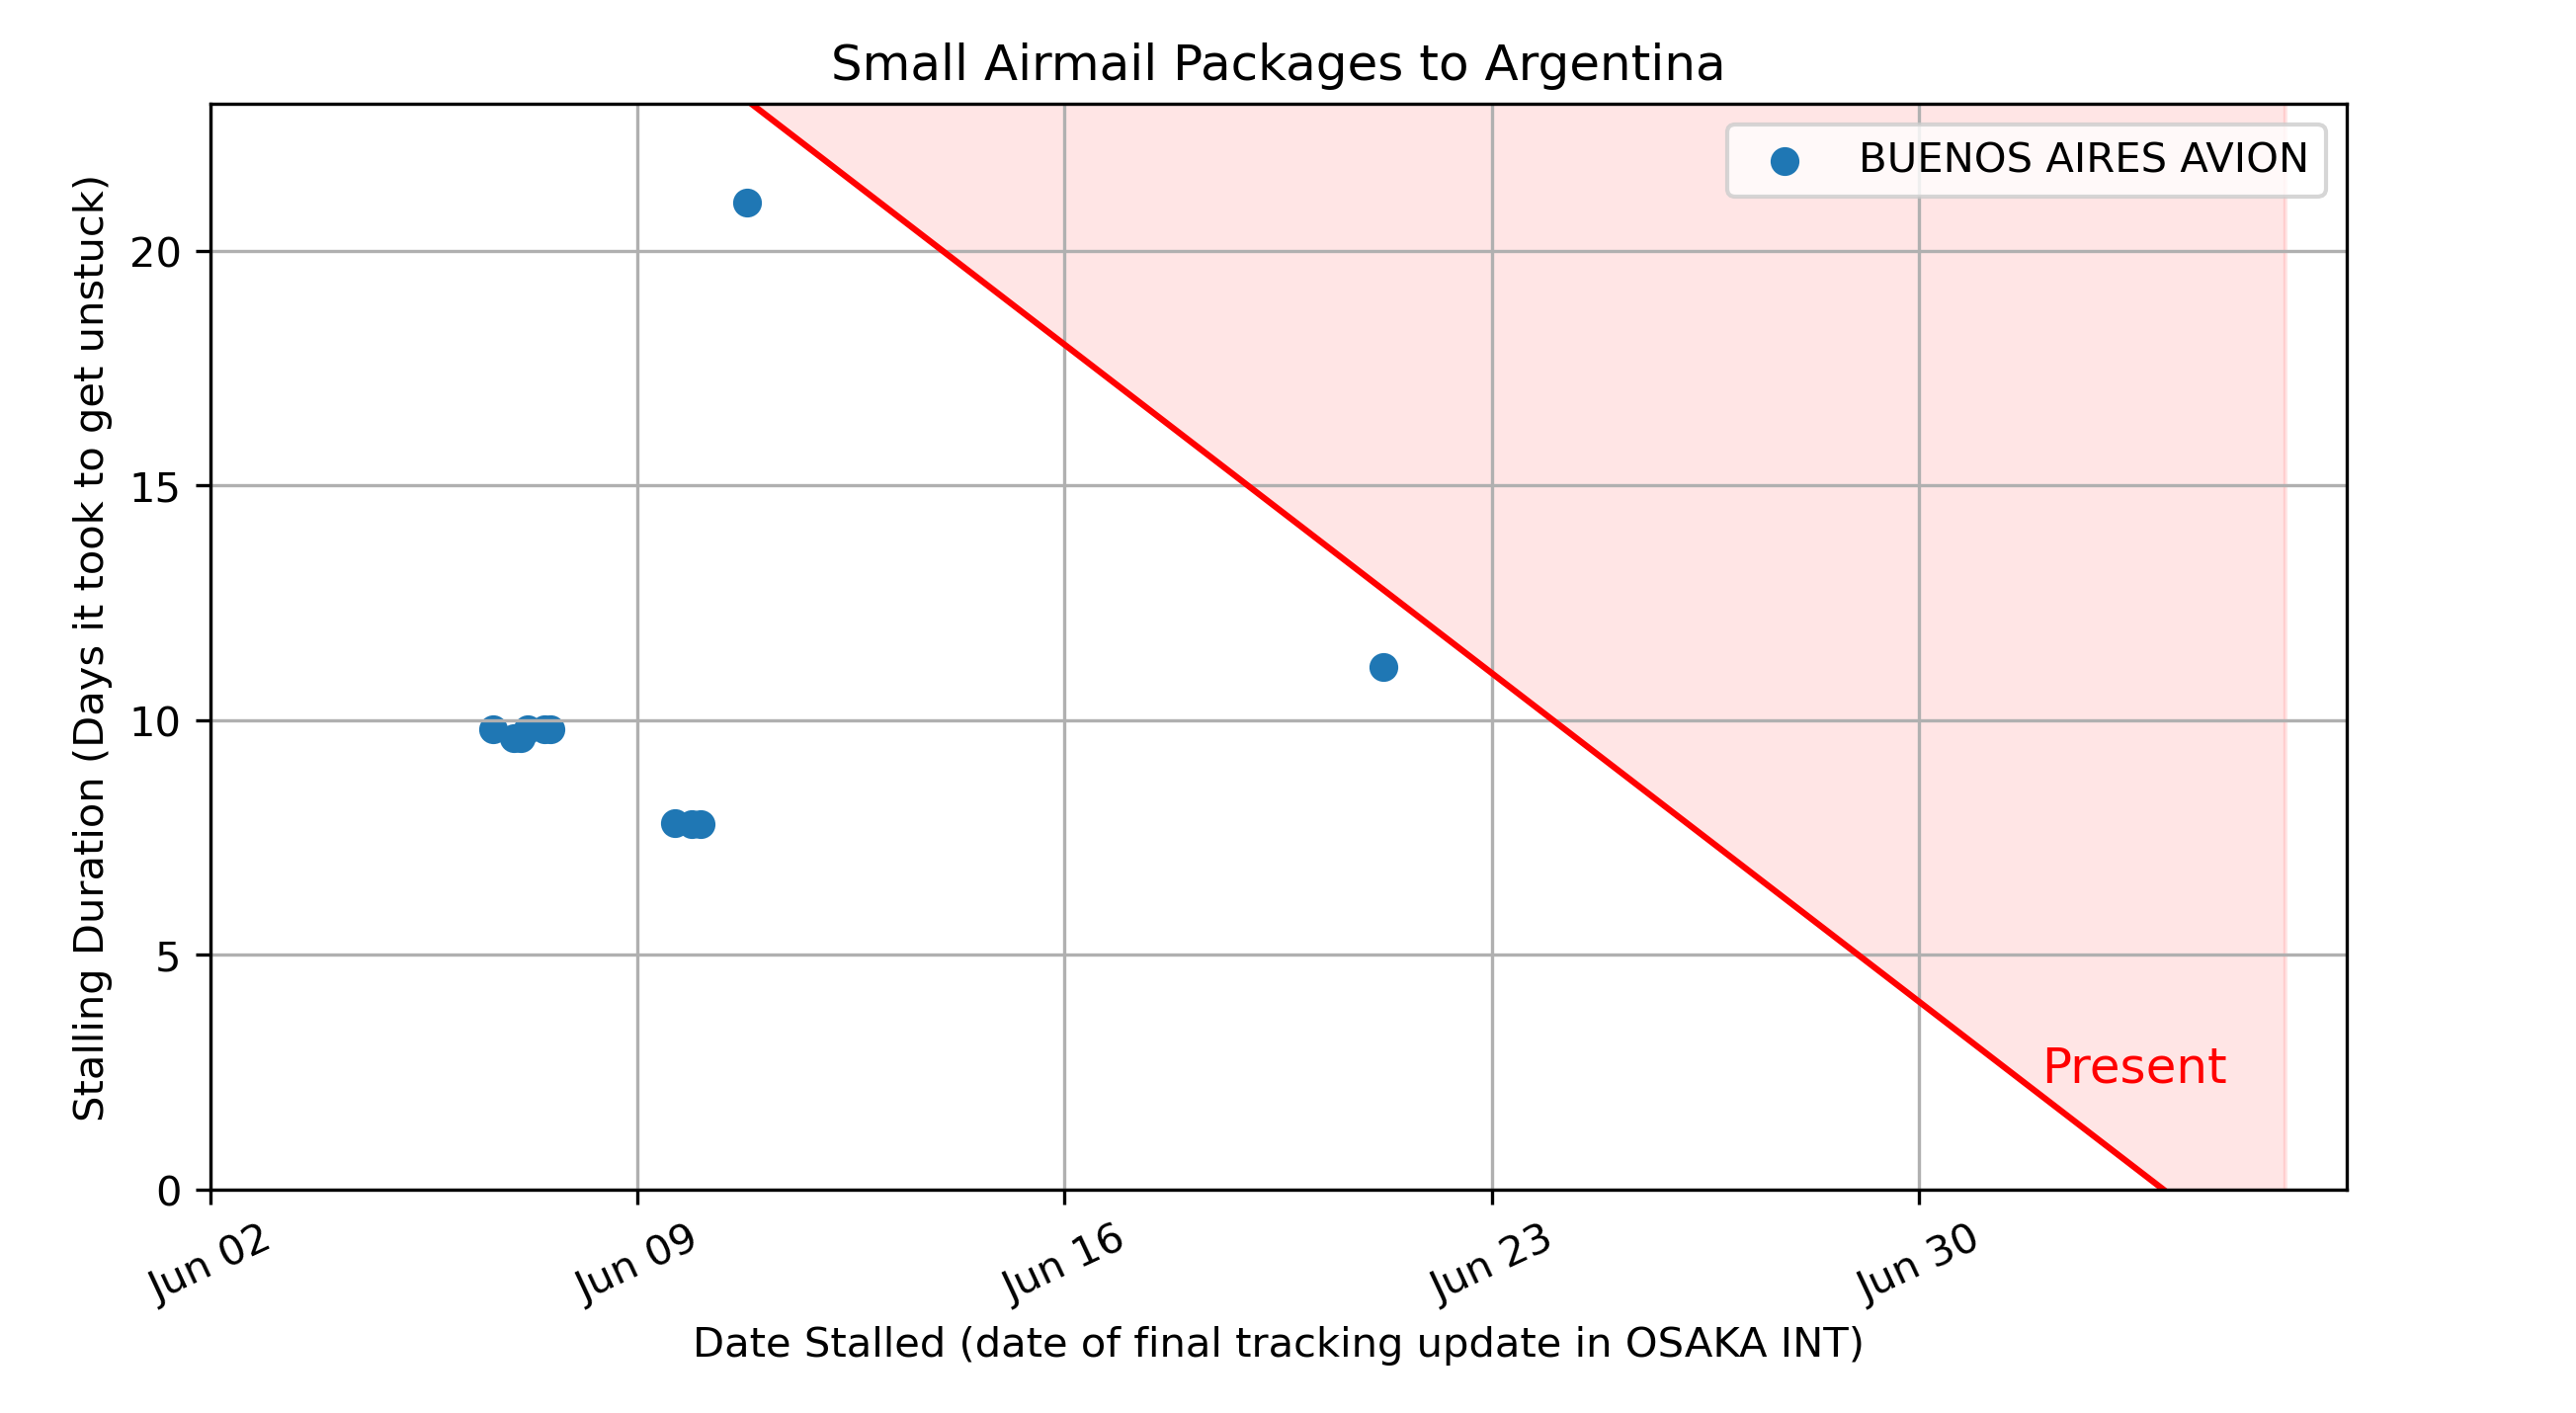 Small Airmail Packages to Argentina
BUENOS AIRES AVION
Stalling Duration (Days it took to get unstuck)
20
15
10
5
0
Present
Jun 02
Jun 09
Jun 16
Jun 23
Jun 30
Date Stalled (date of final tracking update in OSAKA INT)